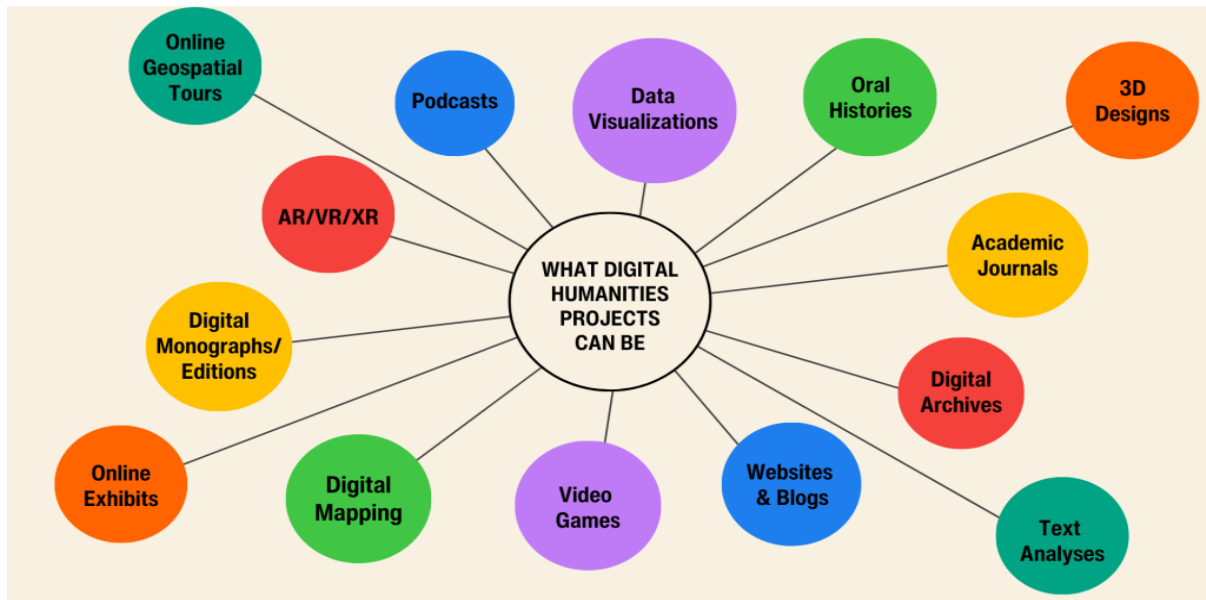 Online
Geospatial
Tours
Podcasts
Data
Visualizations
Oral
Histories
3D
Designs
AR/VR/XR
Academic
Journals
WHAT DIGITAL
HUMANITIES
PROJECTS
CAN BE
Digital
Monographs/
Editions
Digital
Archives
Online
Exhibits
Digital
Mapping
Video
Games
Websites
& Blogs
Text
Analyses